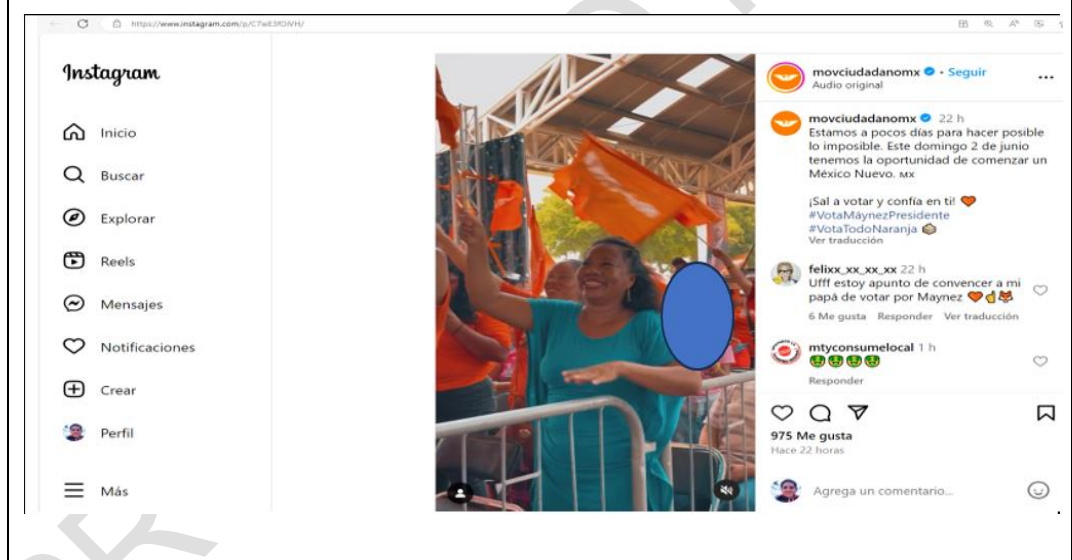 https://www.instagram.com/p/C7wE3fOIVH/
Instagram
Inicio
Buscar
Explorar
Reels
Mensajes
Notificaciones
Crear
Perfil
Más
movciudadanomx • Seguir
Audio original
movciudadanomx 22 h
Estamos a pocos días para hacer posible
lo imposible. Este domingo 2 de junio
tenemos la oportunidad de comenzar un
México Nuevo. MX
¡Sal a votar y confía en ti! 🧡
#VotaMáynezPresidente
#VotaTodoNaranja
Ver traducción
felixx_xx_xx_xx 22 h
Ufff estoy apunto de convencer a mi
papá de votar por Maynez 🧡☝🦊
6 Me gusta Responder Ver traducción
mtyconsumelocal 1 h
🤮🤮🤮🤮
Responder
975 Me gusta
Hace 22 horas
Agrega un comentario...